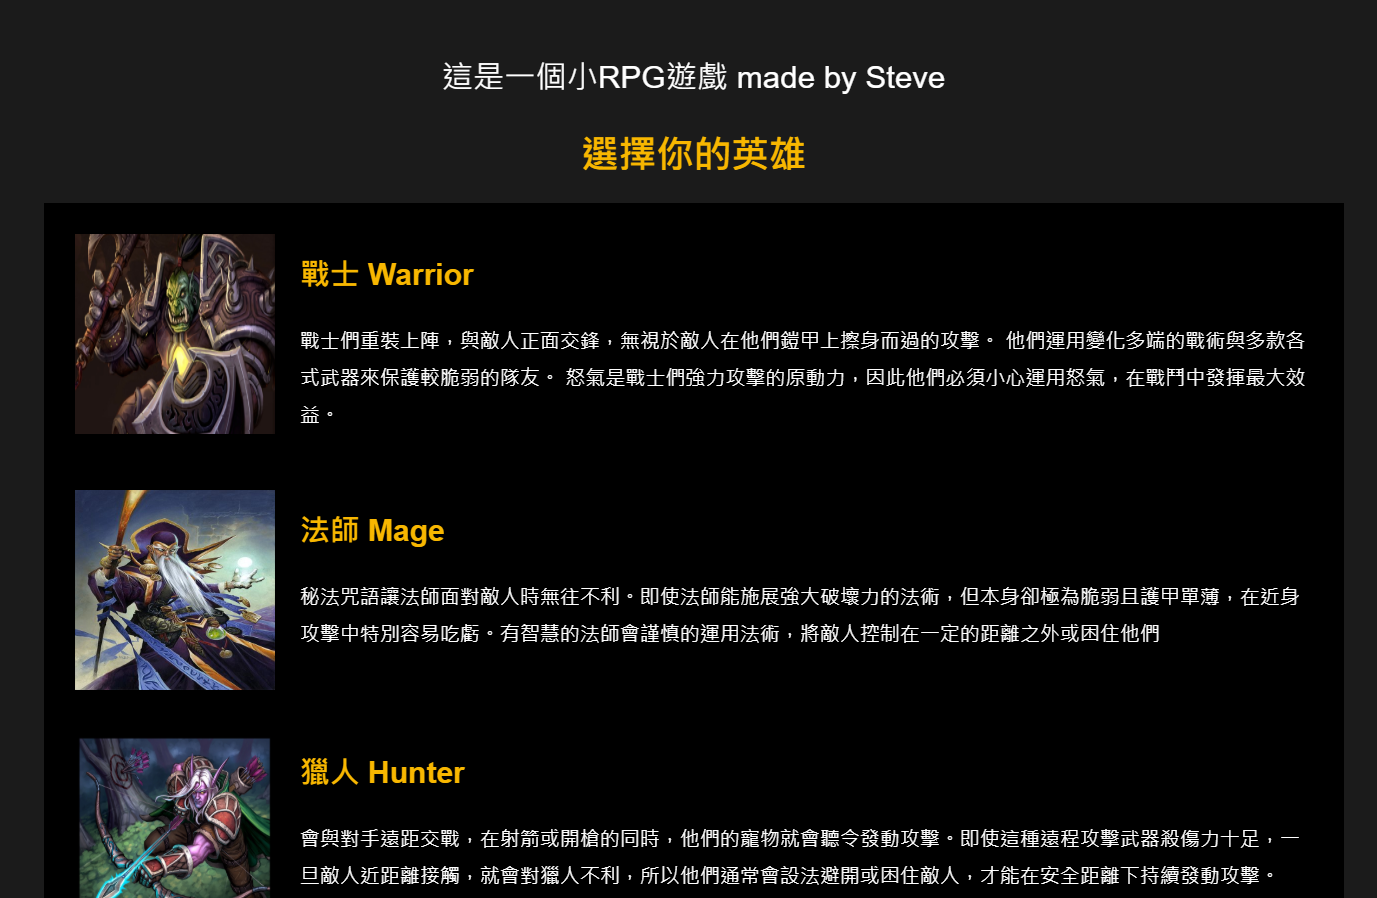 這是一個小RPG遊戲 made by Steve
選擇你的英雄
戰士 Warrior
戰士們重裝上陣，與敵人正面交鋒，無視於敵人在他們鎧甲上擦身而過的攻擊。 他們運用變化多端的戰術與多款各
式武器來保護較脆弱的隊友。 怒氣是戰士們強力攻擊的原動力，因此他們必須小心運用怒氣，在戰鬥中發揮最大效
益。
法師 Mage
秘法咒語讓法師面對敵人時無往不利。即使法師能施展強大破壞力的法術，但本身卻極為脆弱且護甲單薄，在近身
攻擊中特別容易吃虧。有智慧的法師會謹慎的運用法術，將敵人控制在一定的距離之外或困住他們
獵人 Hunter
會與對手遠距交戰，在射箭或開槍的同時，他們的寵物就會聽令發動攻擊。即使這種遠程攻擊武器殺傷力十足，一
旦敵人近距離接觸，就會對獵人不利，所以他們通常會設法避開或困住敵人，才能在安全距離下持續發動攻擊。